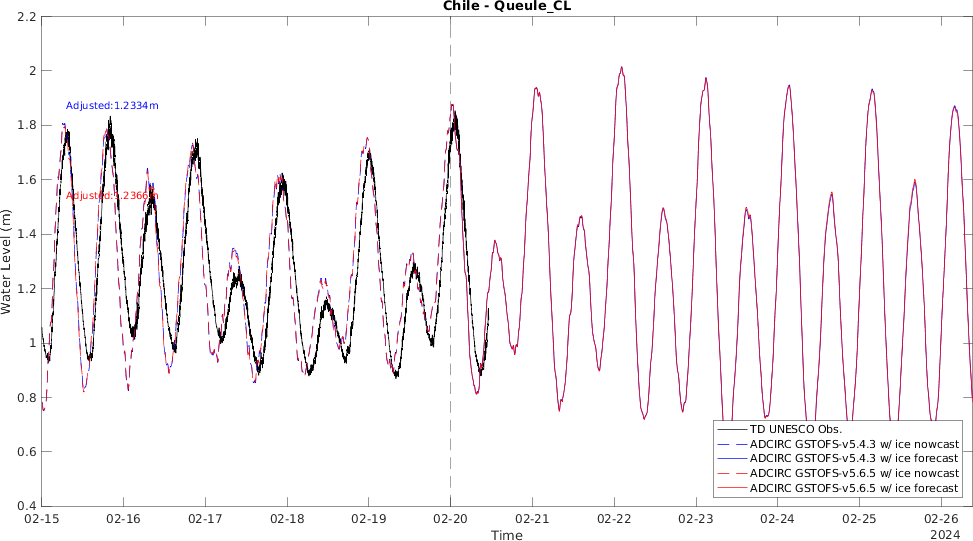 Chile - Queule_CL
2.2
2
1.8
1.6
1.4
1.2
1
0.8
0.6
0.4
Water Level (m)
Adjusted:1.2334m
Adjusted:1.2366m
TD UNESCO Obs.
ADCIRC GSTOFS-v5.4.3 w/ ice nowcast
ADCIRC GSTOFS-v5.4.3 w/ ice forecast
ADCIRC GSTOFS-v5.6.5 w/ ice nowcast
ADCIRC GSTOFS-v5.6.5 w/ ice forecast
02-15 02-16 02-17 02-18 02-19 02-20 02-21 02-22 02-23 02-24 02-25 02-26
Time
2024